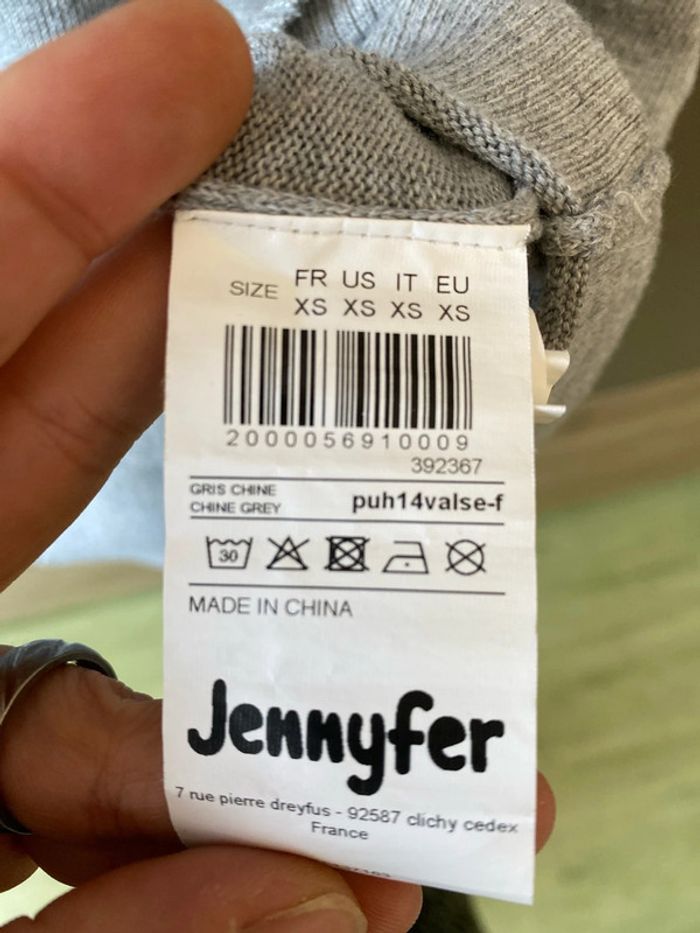 SIZE FR US IT EU
XS XS XS XS
2000056910009
392367
GRIS CHINE
CHINE GREY
puh14valse-f
30
MADE IN CHINA
Jennyfer
7 rue pierre dreyfus - 92587 clichy cedex
France